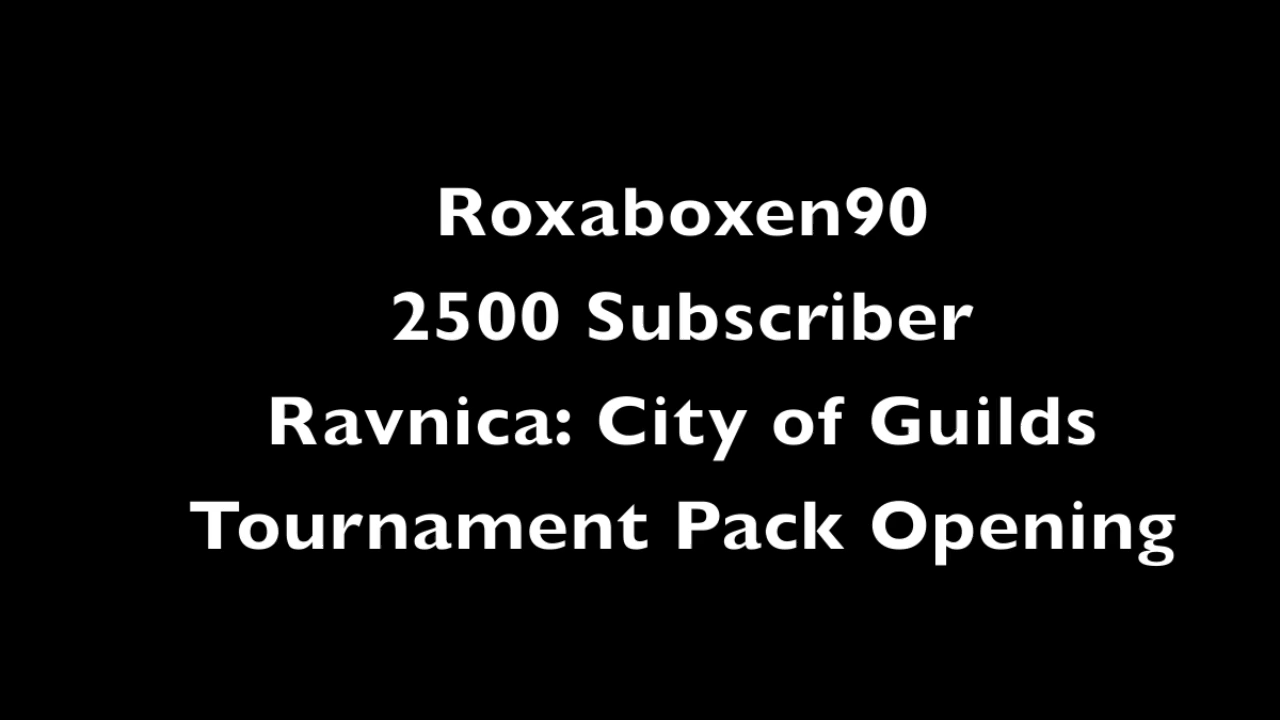 Roxaboxen90
2500 Subscriber
Ravnica: City of Guilds
Tournament Pack Opening